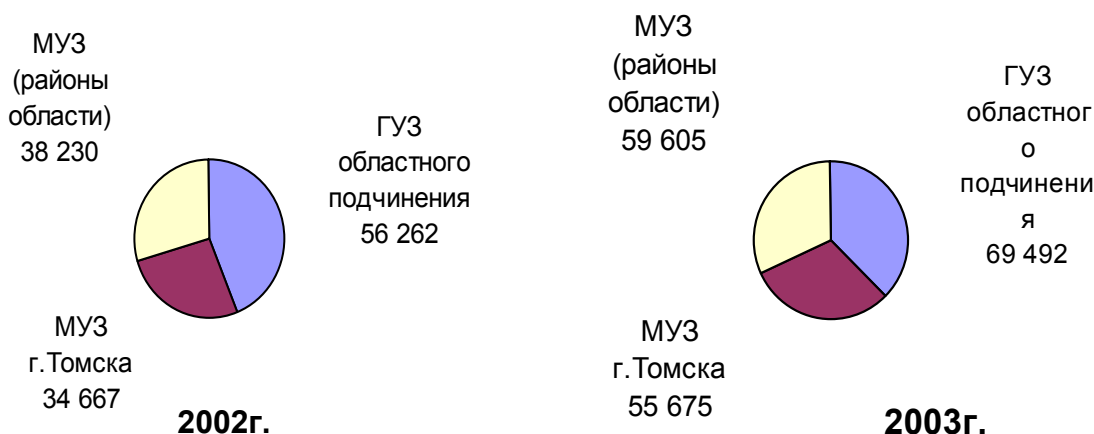 МУЗ
(районы
области)
38 230
ГУЗ
областного
подчинения
56 262
МУЗ
г.Томска
34 667
2002г.
МУЗ
(районы
области)
59 605
ГУЗ
областног
о
подчинени
я
69 492
МУЗ
г.Томска
55 675
2003г.